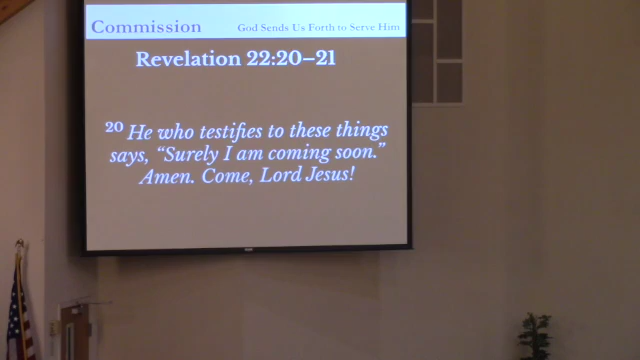 Commission God Sends Us Forth to Serve Him
Revelation 22:20–21
20 He who testifies to these things
says, “Surely I am coming soon.”
Amen. Come, Lord Jesus!